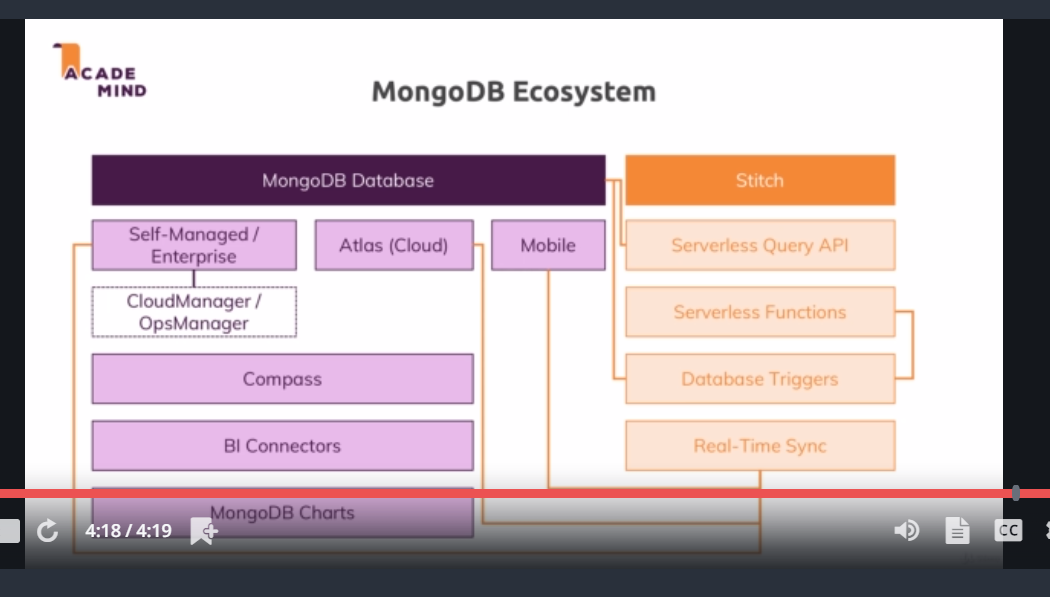 ACADE
MIND
MongoDB Ecosystem
MongoDB Database
Stitch
Self-Managed /
Enterprise
Atlas (Cloud)
Mobile
Serverless Query API
CloudManager /
OpsManager
Serverless Functions
Compass
Database Triggers
BI Connectors
Real-Time Sync
MongoDB Charts
4:18 / 4:19
CC